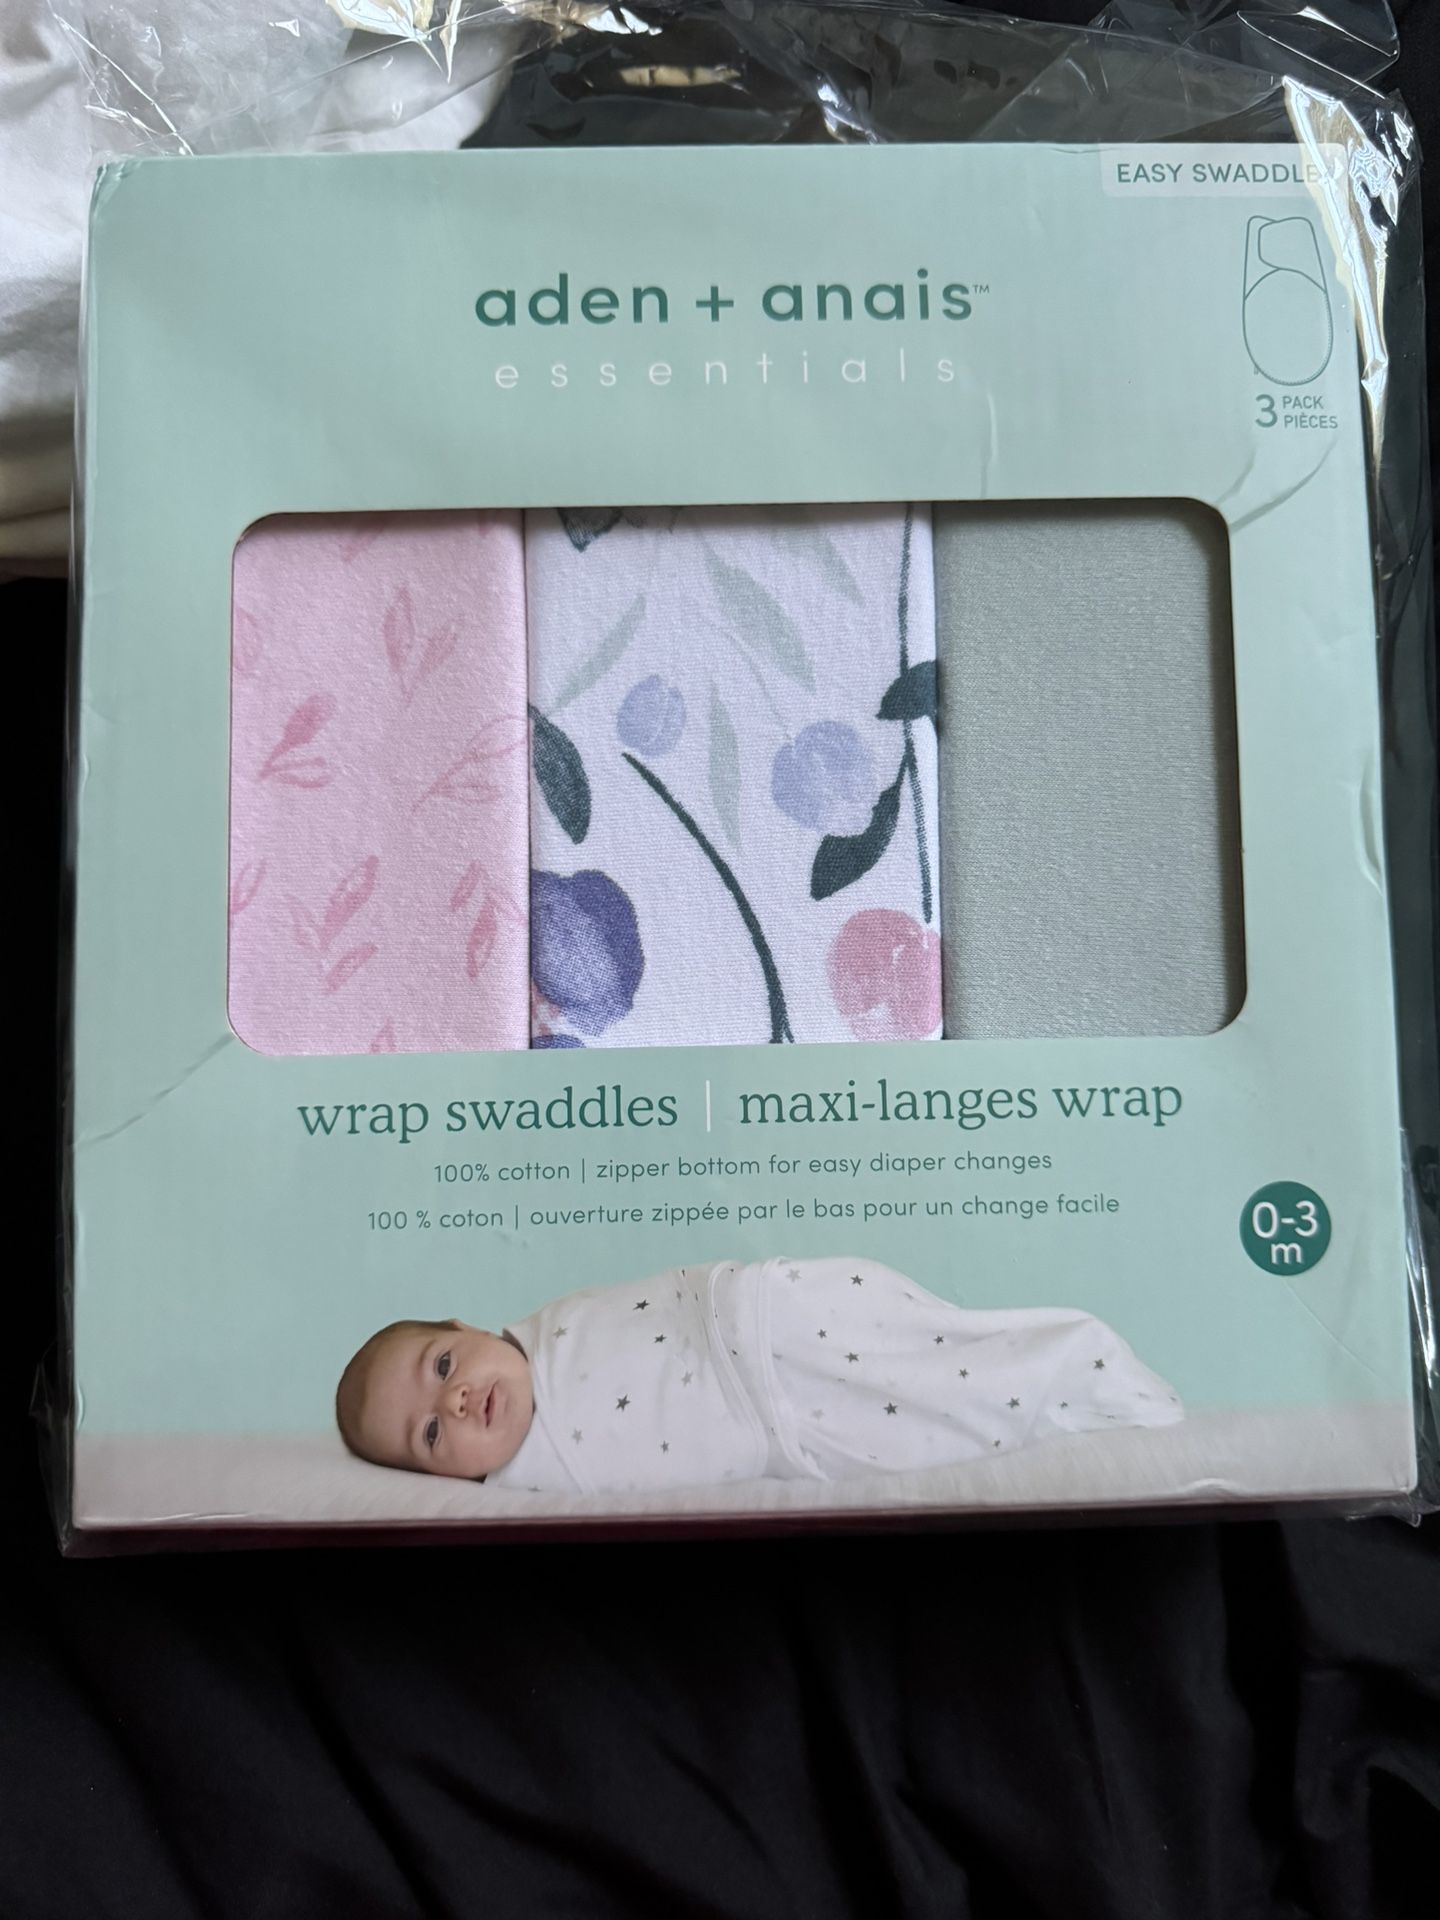 EASY SWADDLE
aden + anais™
essentials
3 PACK
PIÈCES
wrap swaddles | maxi-langes wrap
100% cotton | zipper bottom for easy diaper changes
100 % coton | ouverture zippée par le bas pour un change facile
0-3
m